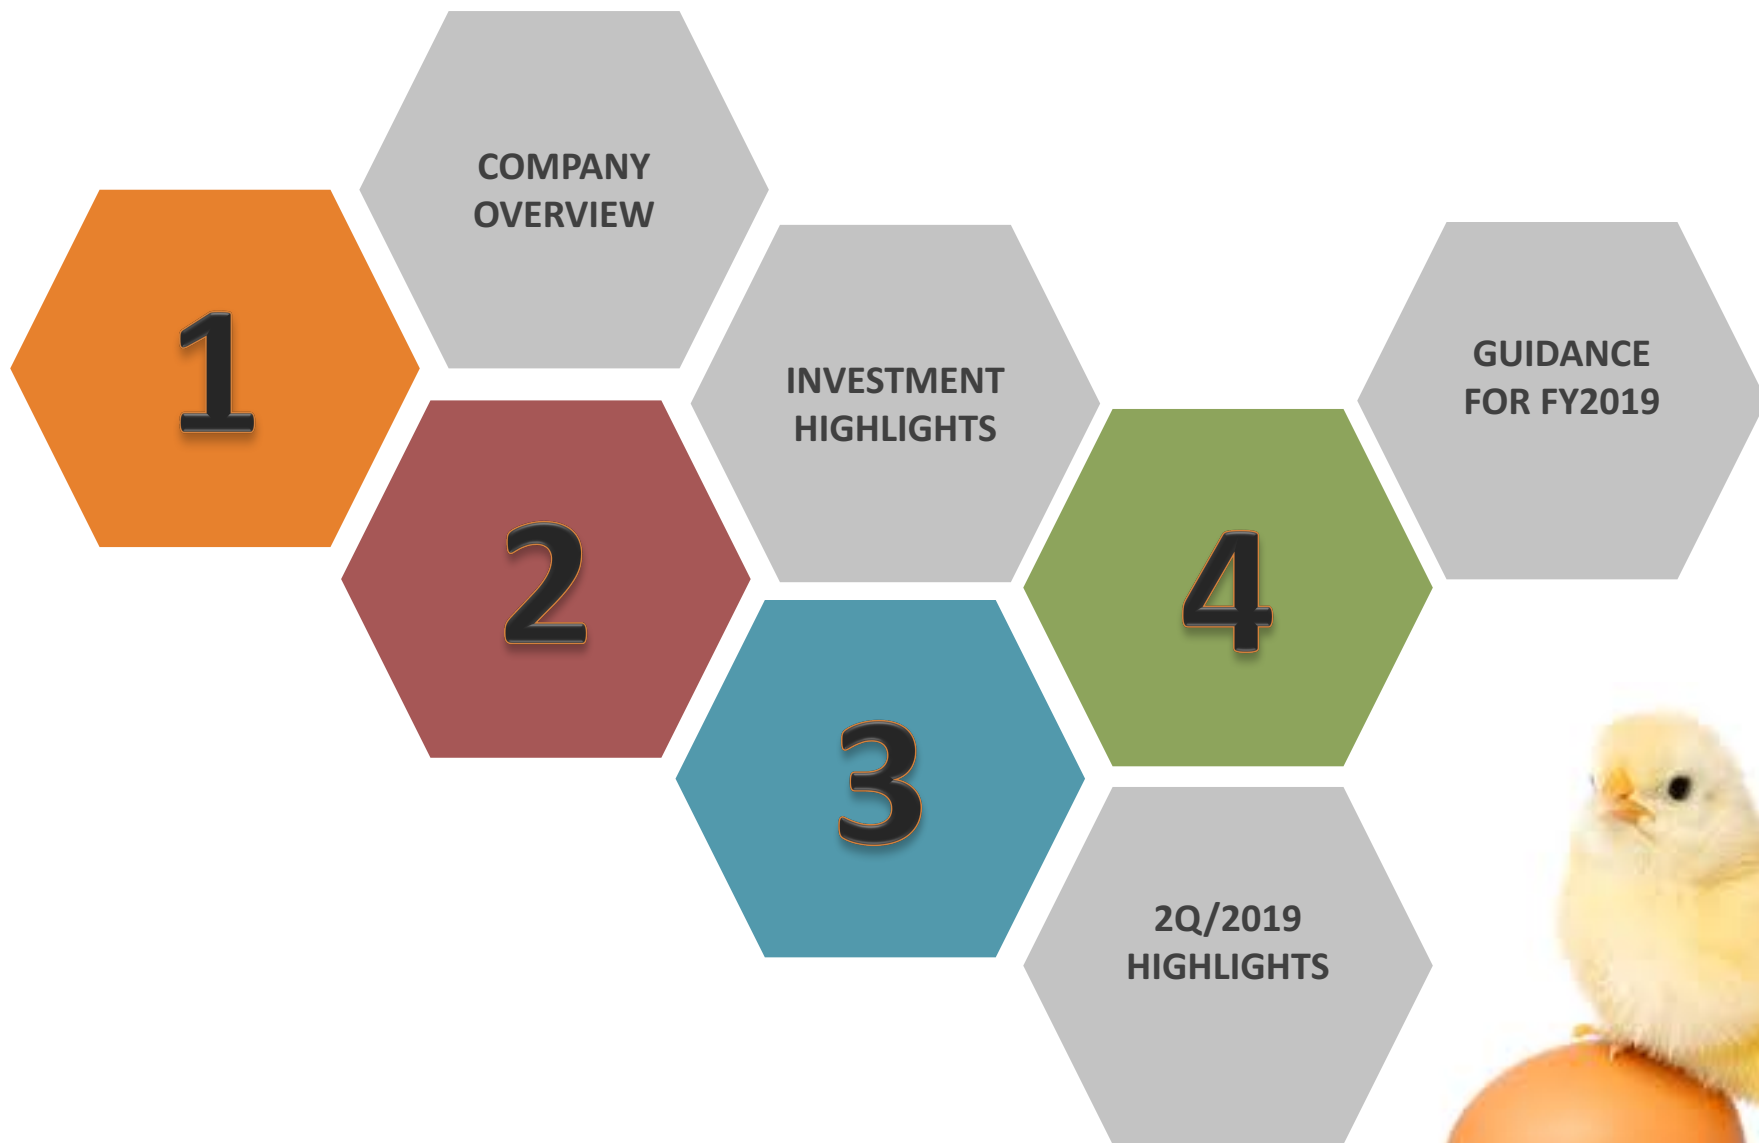 1
COMPANY
OVERVIEW
2
INVESTMENT
HIGHLIGHTS
3
2Q/2019
HIGHLIGHTS
4
GUIDANCE
FOR FY2019